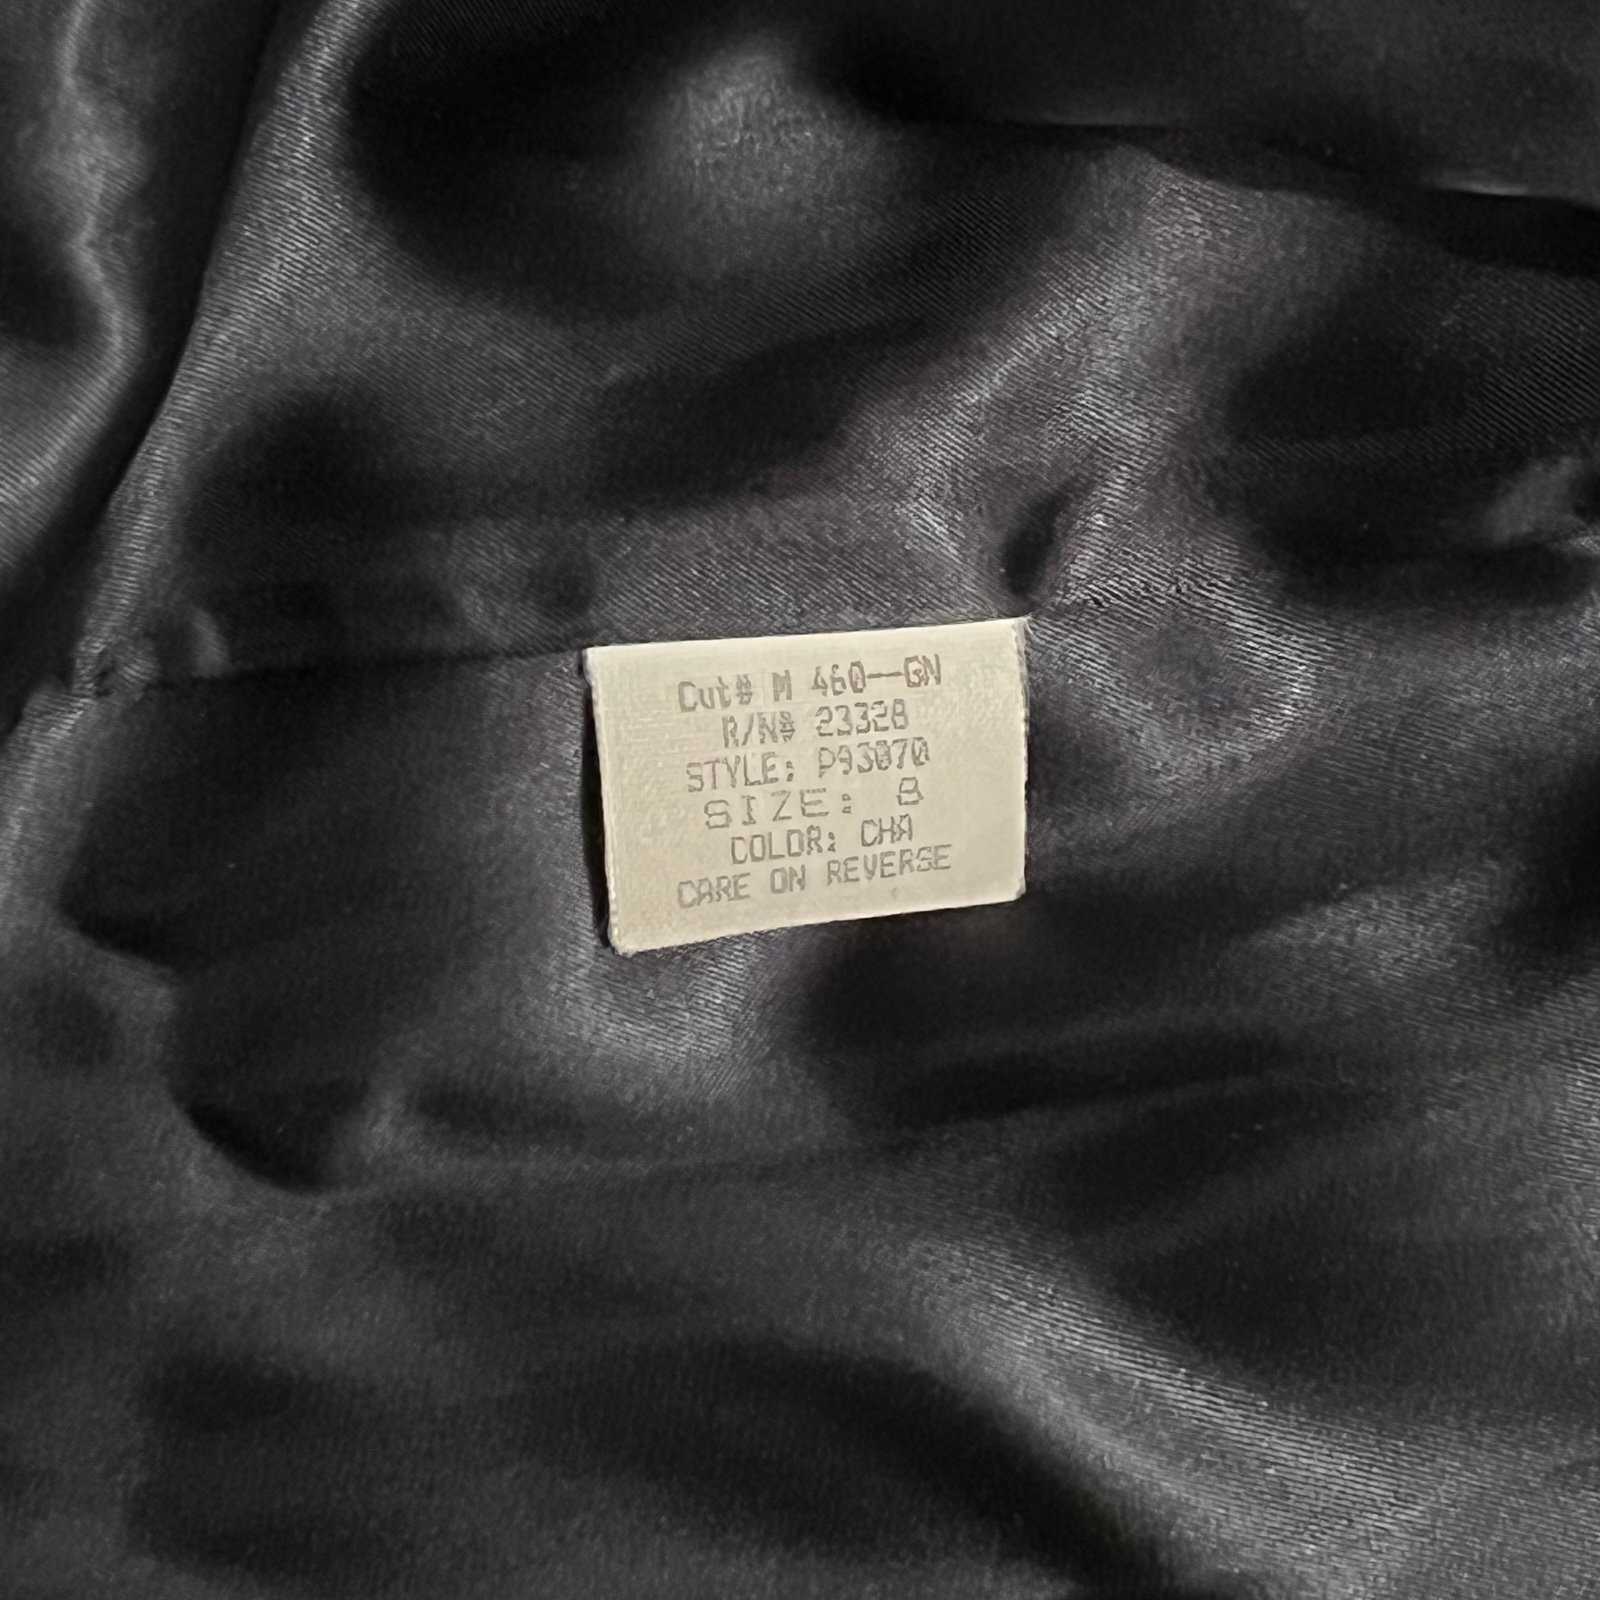 Cut# M 460--GN
R/N# 23328
STYLE: P93070
SIZE: 8
COLOR: CHA
CARE ON REVERSE